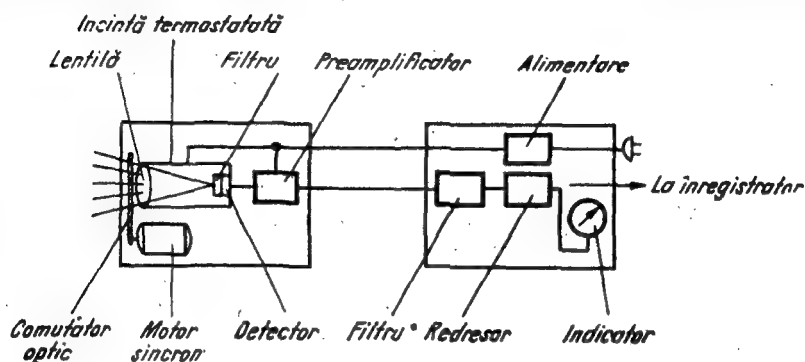 Incintă termostatată
Lentilă
Filtru
Preamplificator
Alimentare
La înregistrator
Comutator optic
Motor sincron
Detector
Filtru
Redresor
Indicator